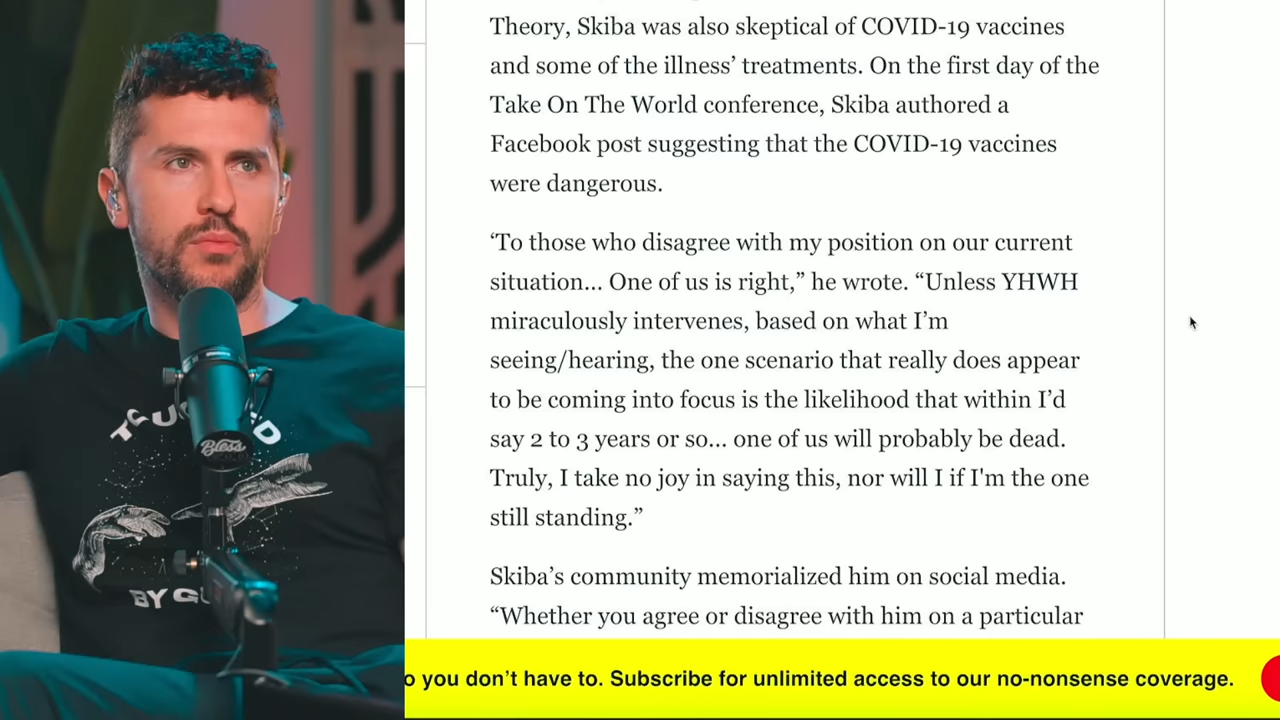 Theory, Skiba was also skeptical of COVID-19 vaccines
and some of the illness’ treatments. On the first day of the
Take On The World conference, Skiba authored a
Facebook post suggesting that the COVID-19 vaccines
were dangerous.
‘To those who disagree with my position on our current
situation... One of us is right,” he wrote. “Unless YHWH
miraculously intervenes, based on what I’m
seeing/hearing, the one scenario that really does appear
to be coming into focus is the likelihood that within I’d
say 2 to 3 years or so... one of us will probably be dead.
Truly, I take no joy in saying this, nor will I if I'm the one
still standing.”
Skiba’s community memorialized him on social media.
“Whether you agree or disagree with him on a particular
o you don’t have to. Subscribe for unlimited access to our no-nonsense coverage.
Bless
BY G